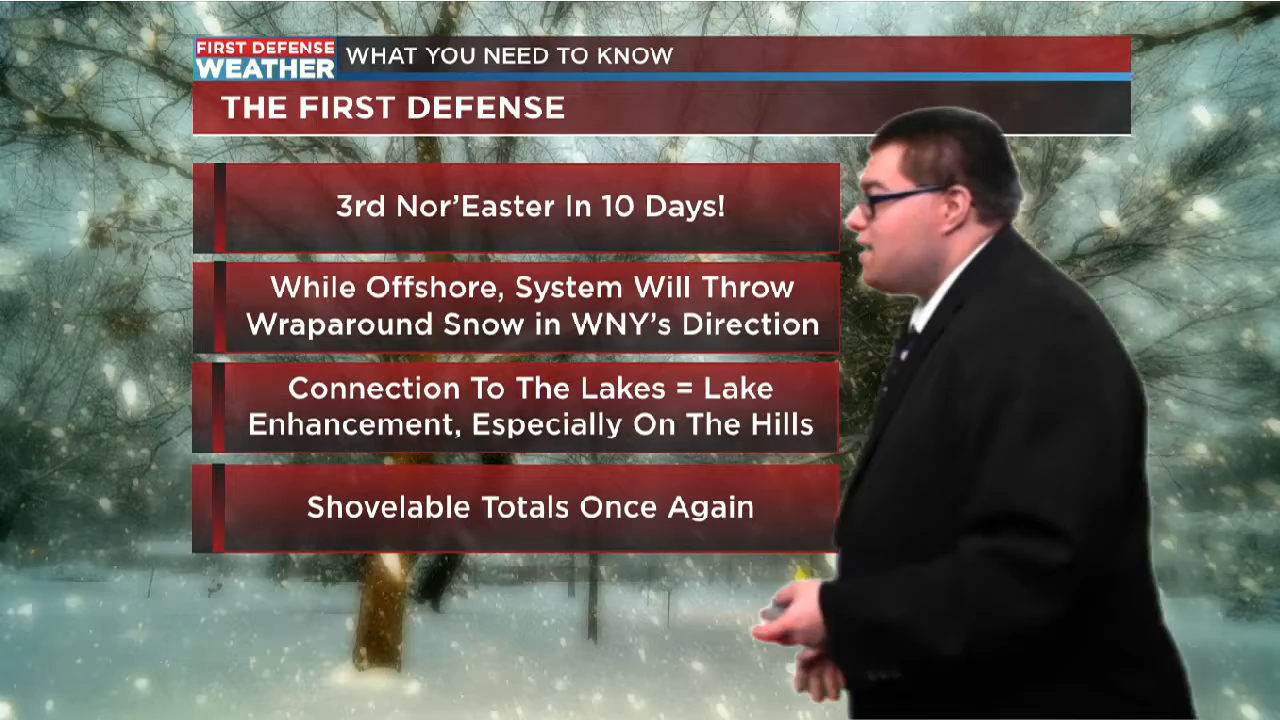 FIRST DEFENSE
WEATHER
WHAT YOU NEED TO KNOW
THE FIRST DEFENSE
3rd Nor'Easter In 10 Days!
While Offshore, System Will Throw
Wraparound Snow in WNY's Direction
Connection To The Lakes = Lake
Enhancement, Especially On The Hills
Shovelable Totals Once Again